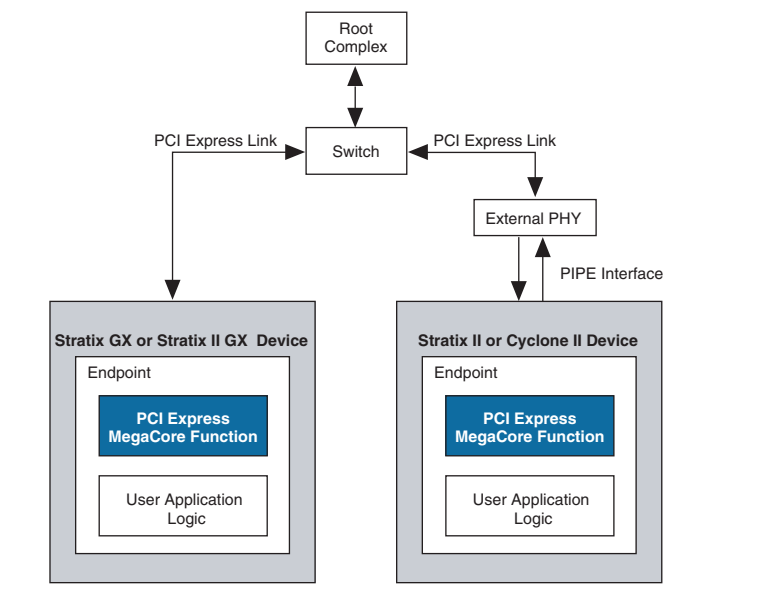 Root
Complex
PCI Express Link
Switch
PCI Express Link
External PHY
PIPE Interface
Stratix GX or Stratix II GX Device
Endpoint
PCI Express
MegaCore Function
User Application
Logic
Stratix II or Cyclone II Device
Endpoint
PCI Express
MegaCore Function
User Application
Logic